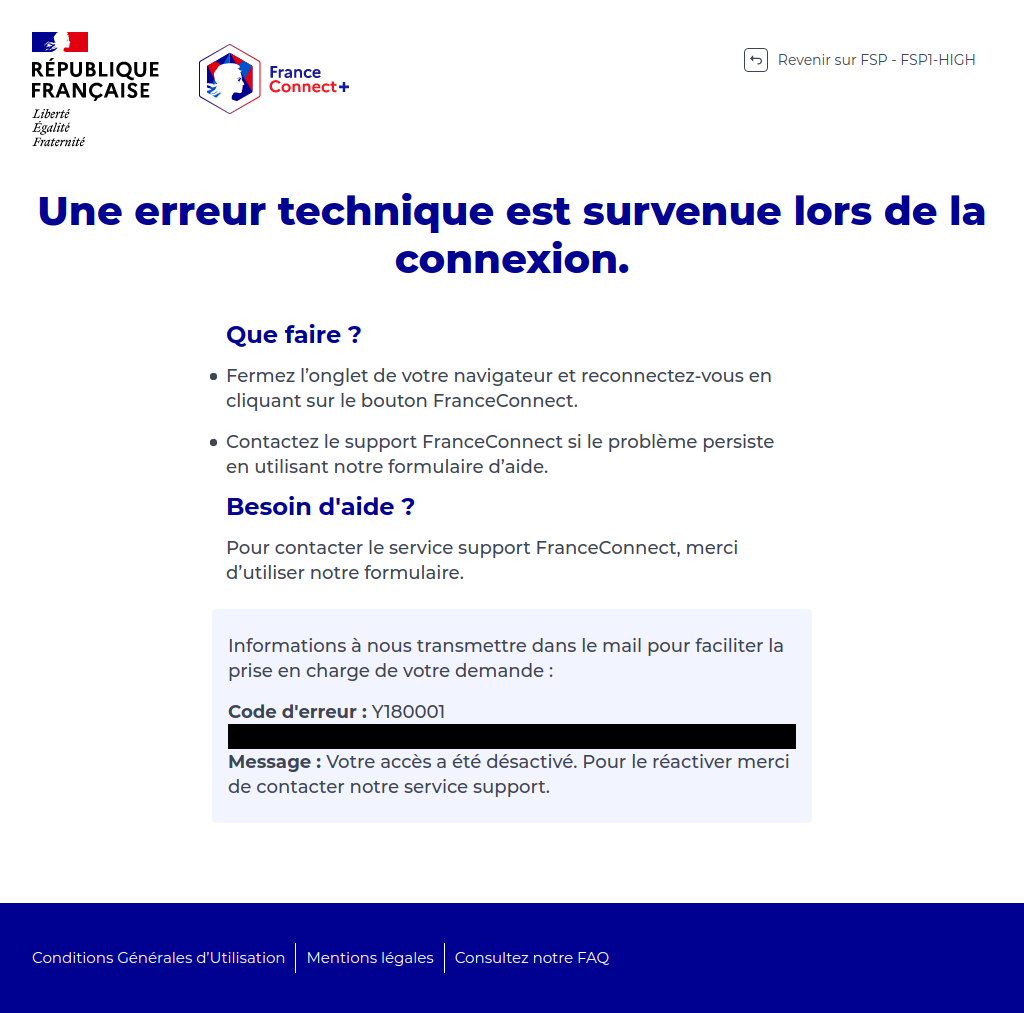 RÉPUBLIQUE
FRANÇAISE
Liberté
Égalité
Fraternité
France
Connect+
Revenir sur FSP - FSP1-HIGH
Une erreur technique est survenue lors de la
connexion.
Que faire ?
Fermez l’onglet de votre navigateur et reconnectez-vous en
cliquant sur le bouton FranceConnect.
Contactez le support FranceConnect si le problème persiste
en utilisant notre formulaire d’aide.
Besoin d'aide ?
Pour contacter le service support FranceConnect, merci
d’utiliser notre formulaire.
Informations à nous transmettre dans le mail pour faciliter la
prise en charge de votre demande :
Code d'erreur : Y180001
Message : Votre accès a été désactivé. Pour le réactiver merci
de contacter notre service support.
Conditions Générales d’Utilisation
Mentions légales
Consultez notre FAQ